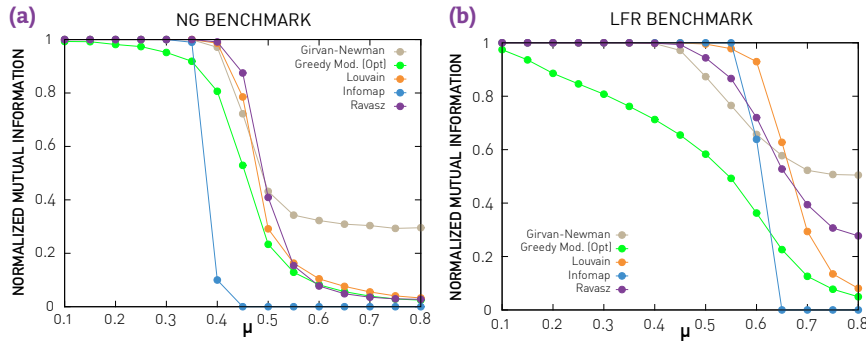 (a) NG BENCHMARK
NORMALIZED MUTUAL INFORMATION
1
0.8
0.6
0.4
0.2
0
Girvan-Newman
Greedy Mod. (Opt)
Louvain
Infomap
Ravasz
0.1 0.2 0.3 0.4 0.5 0.6 0.7 0.8
μ
(b) LFR BENCHMARK
NORMALIZED MUTUAL INFORMATION
1
0.8
0.6
0.4
0.2
0
Girvan-Newman
Greedy Mod. (Opt)
Louvain
Infomap
Ravasz
0.1 0.2 0.3 0.4 0.5 0.6 0.7 0.8
μ